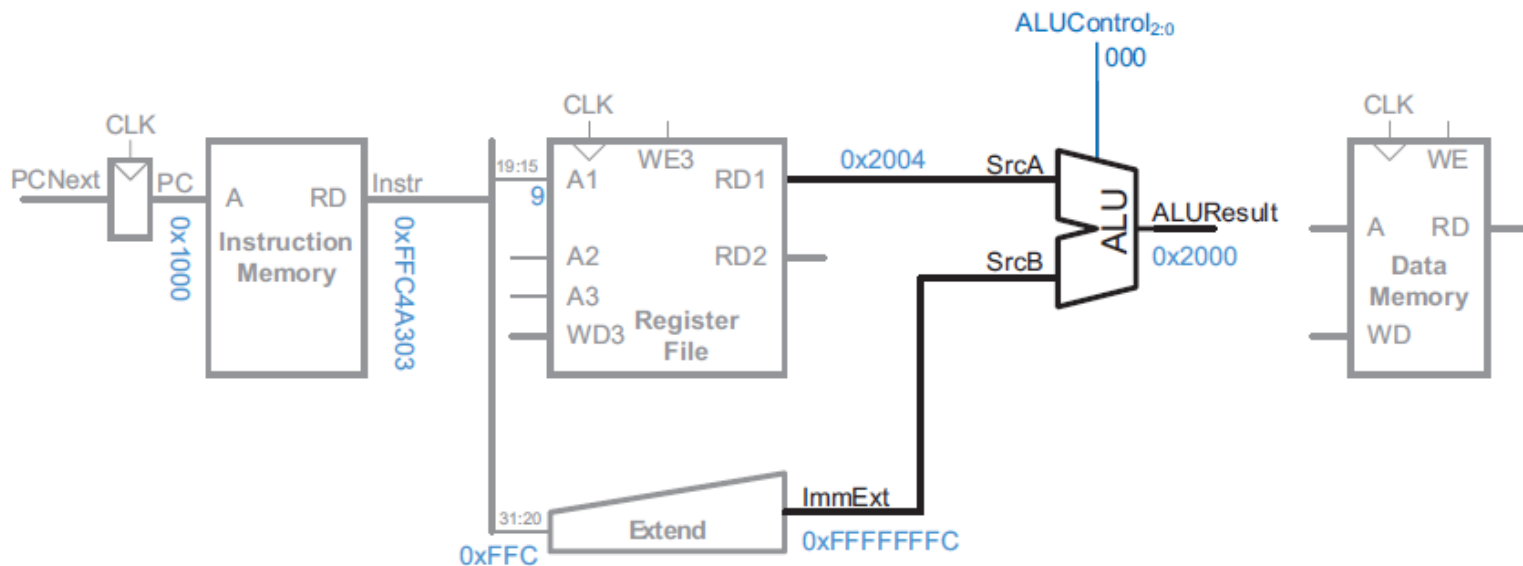 ALUControl2:0
000
CLK
CLK
CLK
PCNext
PC
A
RD
Instr
19:15
A1
WE3
RD1
0x2004
SrcA
WE
9
0x1000
Instruction
Memory
0xFFC4A303
A2
RD2
SrcB
ALU
ALUResult
0x2000
A
RD
Data
Memory
A3
WD3
Register
File
WD
31:20
0xFFC
Extend
ImmExt
0xFFFFFFFC